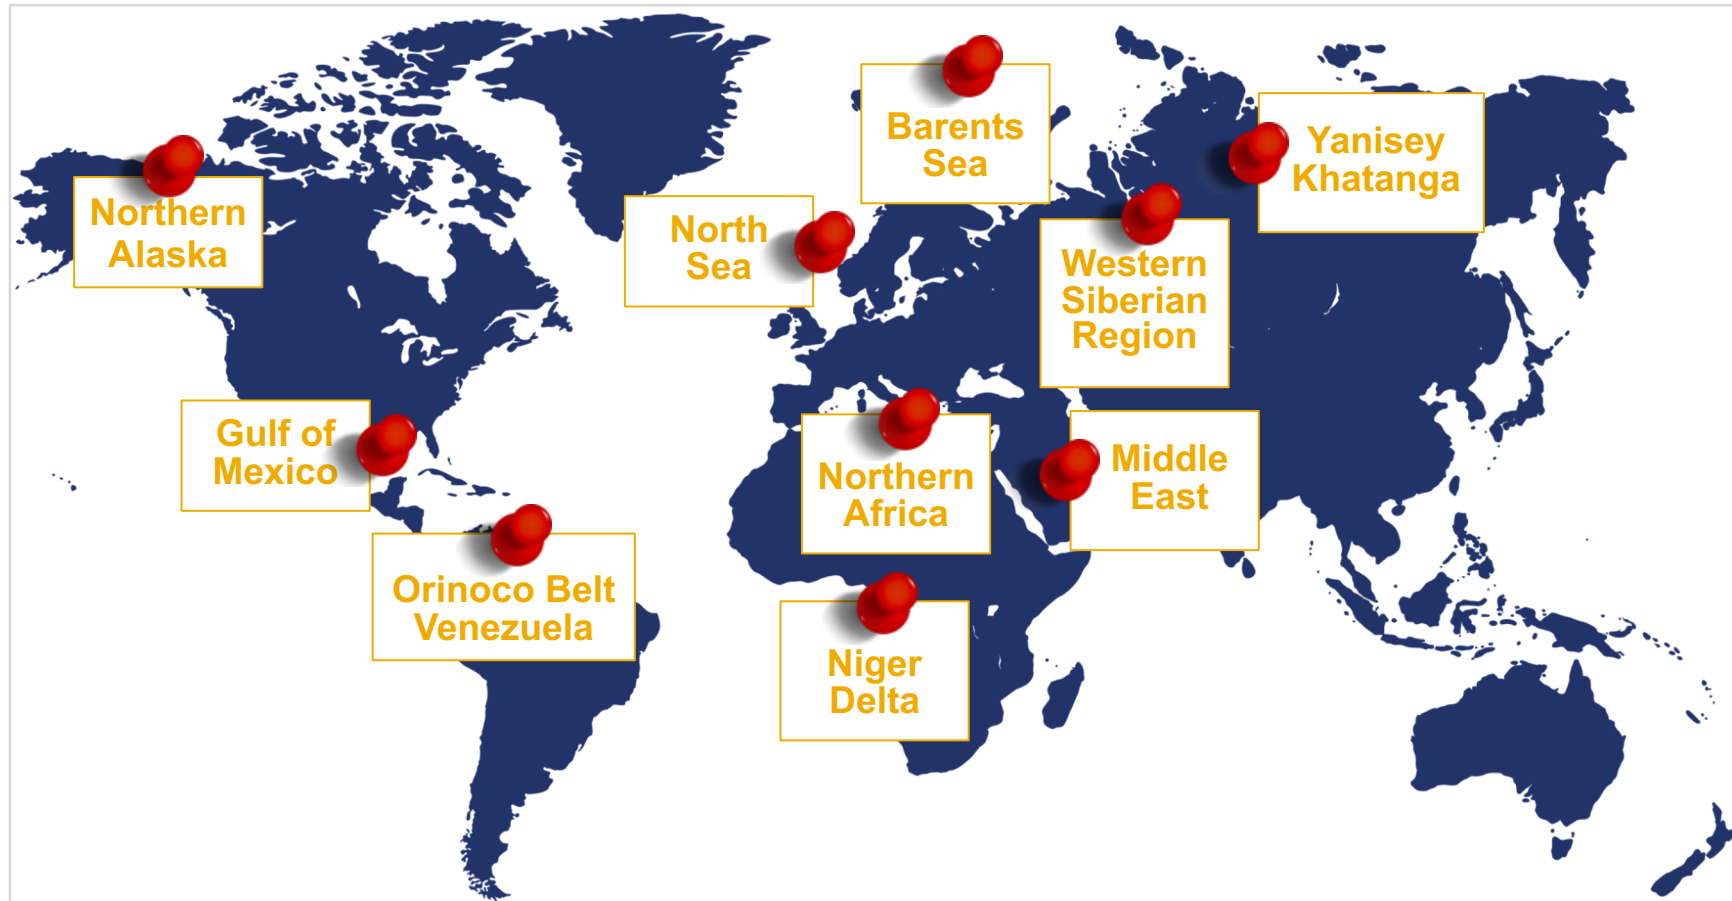 Barents
Sea
Yanisey
Khatanga
Northern
Alaska
North
Sea
Western
Siberian
Region
Gulf of
Mexico
Northern
Africa
Middle
East
Orinoco Belt
Venezuela
Niger
Delta